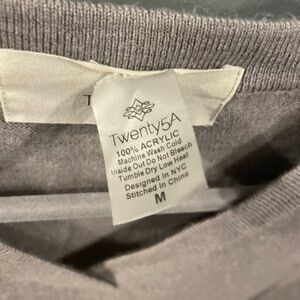 Twenty5A
100% ACRYLIC
Machine Wash Cold
Inside Out Do Not Bleach
Tumble Dry Low Heat
Designed in NYC
Stitched in China
M